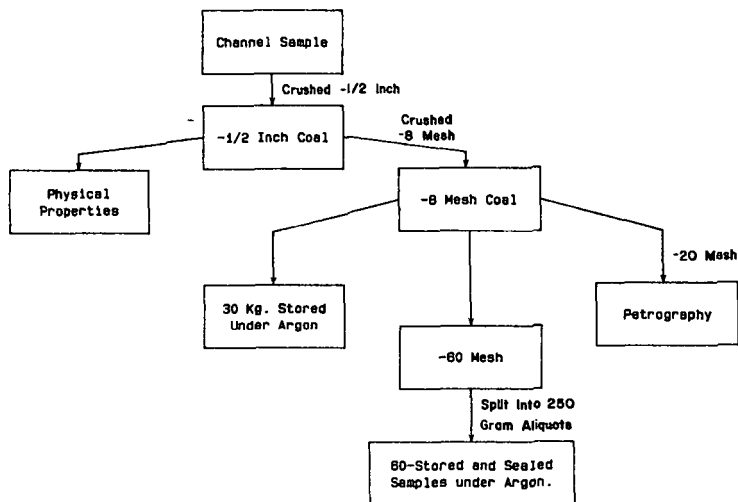 Channel Sample
Crushed -1/2 Inch
-1/2 Inch Coal
Crushed
-8 Mesh
Physical
Properties
-8 Mesh Coal
-20 Mesh
30 Kg. Stored
Under Argon
Petrography
-60 Mesh
Split Into 250
Gram Aliquots
60-Stored and Sealed
Samples under Argon.